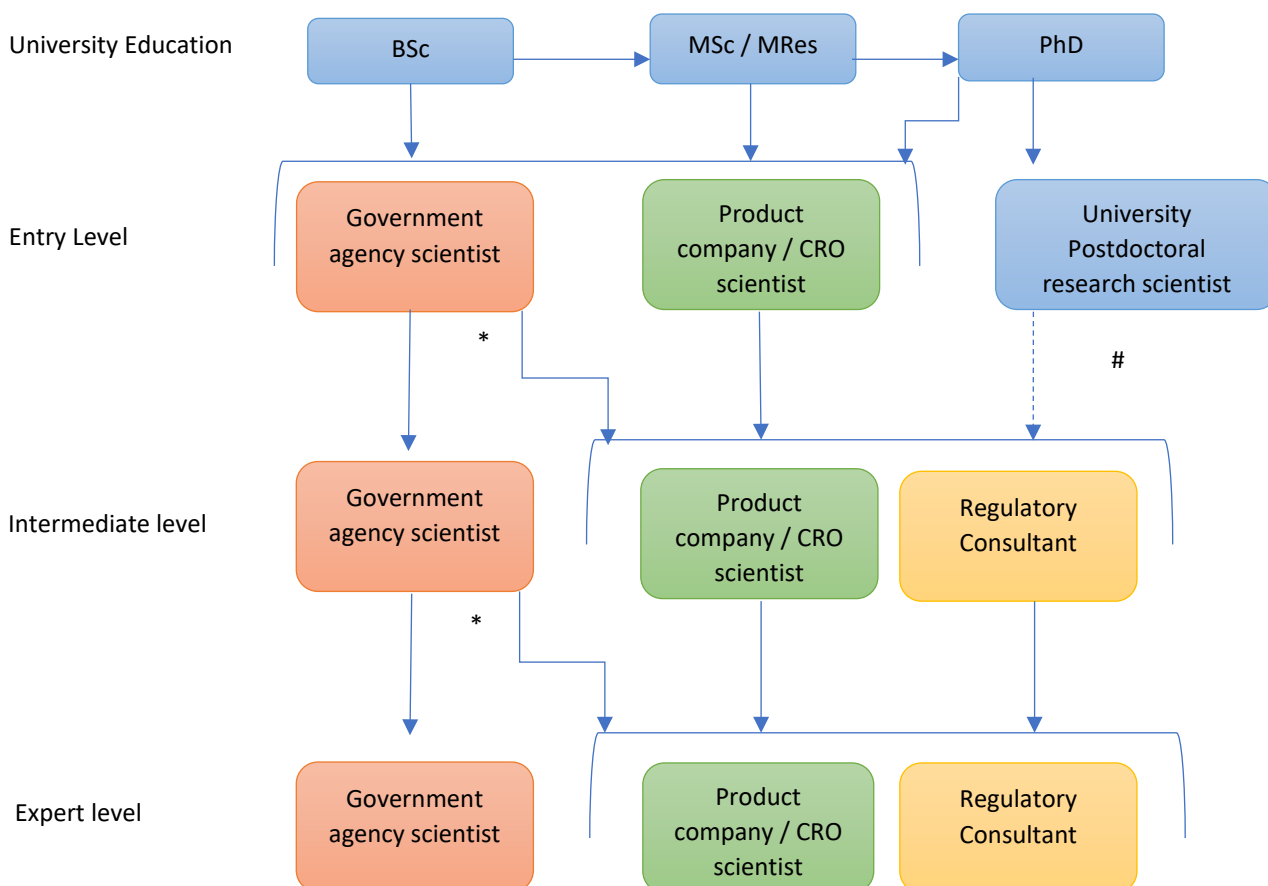 University Education
BSc
MSc / MRes
PhD
Entry Level
Government
agency scientist
Product
company / CRO
scientist
University
Postdoctoral
research scientist
*
#
Intermediate level
Government
agency scientist
Product
company / CRO
scientist
Regulatory
Consultant
*
Expert level
Government
agency scientist
Product
company / CRO
scientist
Regulatory
Consultant